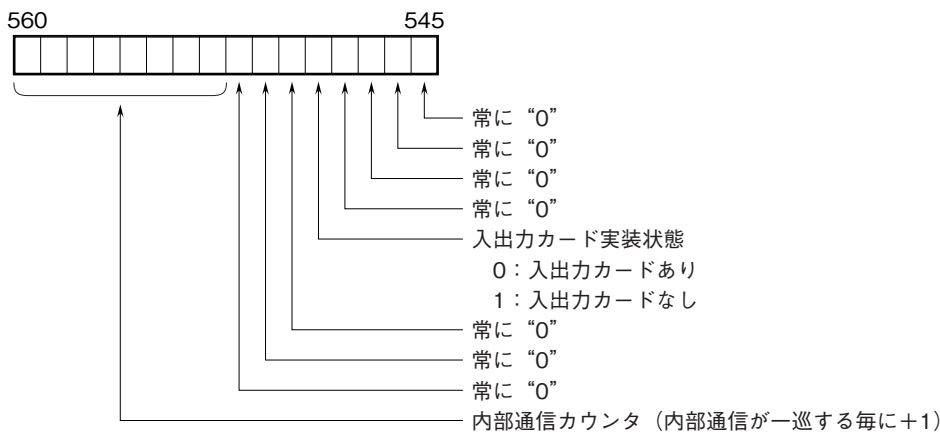 560 545
常に“0”
常に“0”
常に“0”
常に“0”
入出力カード実装状態
0：入出力カードあり
1：入出力カードなし
常に“0”
常に“0”
常に“0”
内部通信カウンタ（内部通信が一巡する毎に＋1）